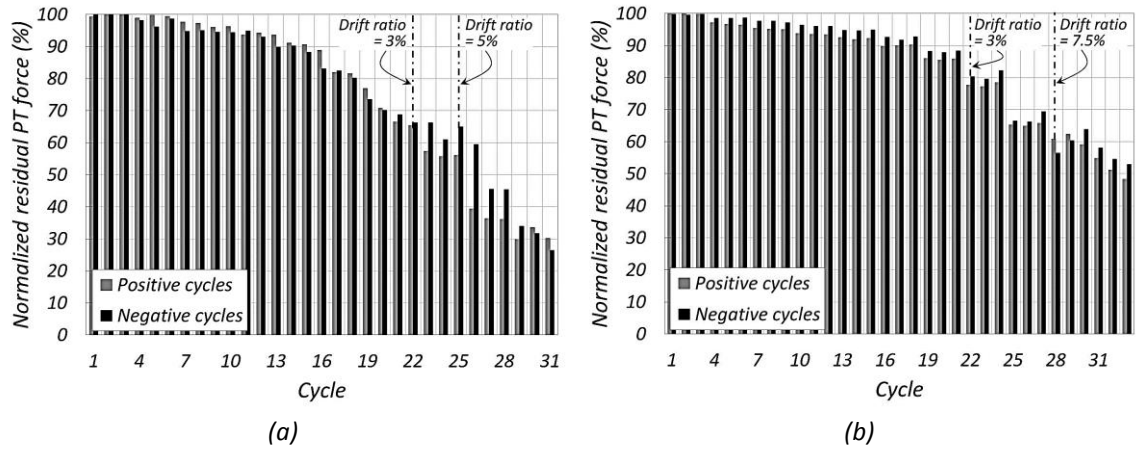 Normalized residual PT force (%)
100
90
80
70
60
50
40
30
20
10
0
Drift ratio
= 3%
Drift ratio
= 5%
Positive cycles
Negative cycles
1 4 7 10 13 16 19 22 25 28 31
Cycle
(a)
Normalized residual PT force (%)
100
90
80
70
60
50
40
30
20
10
0
Drift ratio
= 3%
Drift ratio
= 7.5%
Positive cycles
Negative cycles
1 4 7 10 13 16 19 22 25 28 31
Cycle
(b)